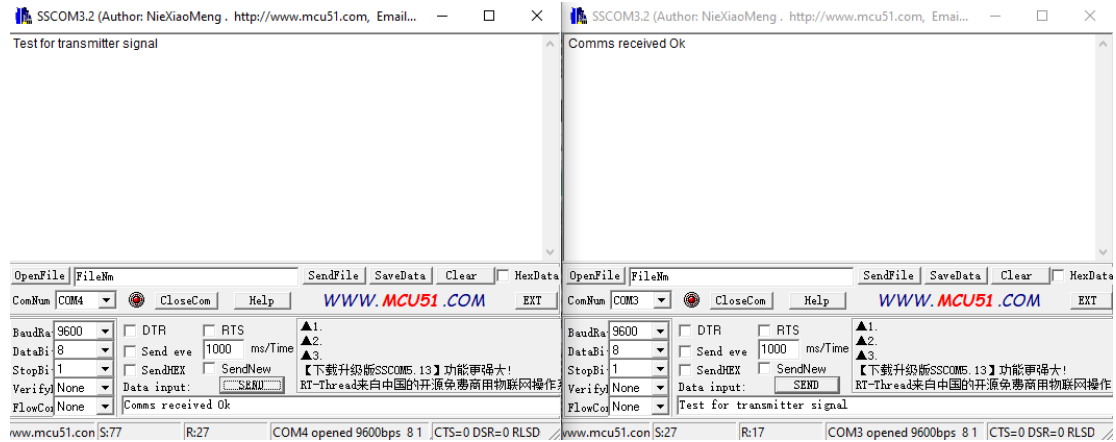 SSCOM3.2 (Author: NieXiaoMeng . http://www.mcu51.com, Email...
Test for transmitter signal
OpenFile FileNm SendFile SaveData Clear HexData
ComNum COM4 CloseCom Help WWW.MCU51.COM EXT
BaudRa 9600 DTR RTS
DataBi 8 Send eve 1000 ms/Time
StopBi 1 SendHEX SendNew
Verify None Data input: SEND
FlowCo None Comms received Ok
▲1.
▲2.
▲3.
【下载升级版SSCOM5.13】功能更强大!
RT-Thread来自中国的开源免费商用物联网操作系
www.mcu51.con S:77 R:27 COM4 opened 9600bps 8 1 CTS=0 DSR=0 RLSD
SSCOM3.2 (Author: NieXiaoMeng . http://www.mcu51.com, Emai...
Comms received Ok
OpenFile FileNm SendFile SaveData Clear HexData
ComNum COM3 CloseCom Help WWW.MCU51.COM EXT
BaudRa 9600 DTR RTS
DataBi 8 Send eve 1000 ms/Time
StopBi 1 SendHEX SendNew
Verify None Data input: SEND
FlowCo None Test for transmitter signal
▲1.
▲2.
▲3.
【下载升级版SSCOM5.13】功能更强大!
RT-Thread来自中国的开源免费商用物联网操作
www.mcu51.con S:27 R:17 COM3 opened 9600bps 8 1 CTS=0 DSR=0 RLSD